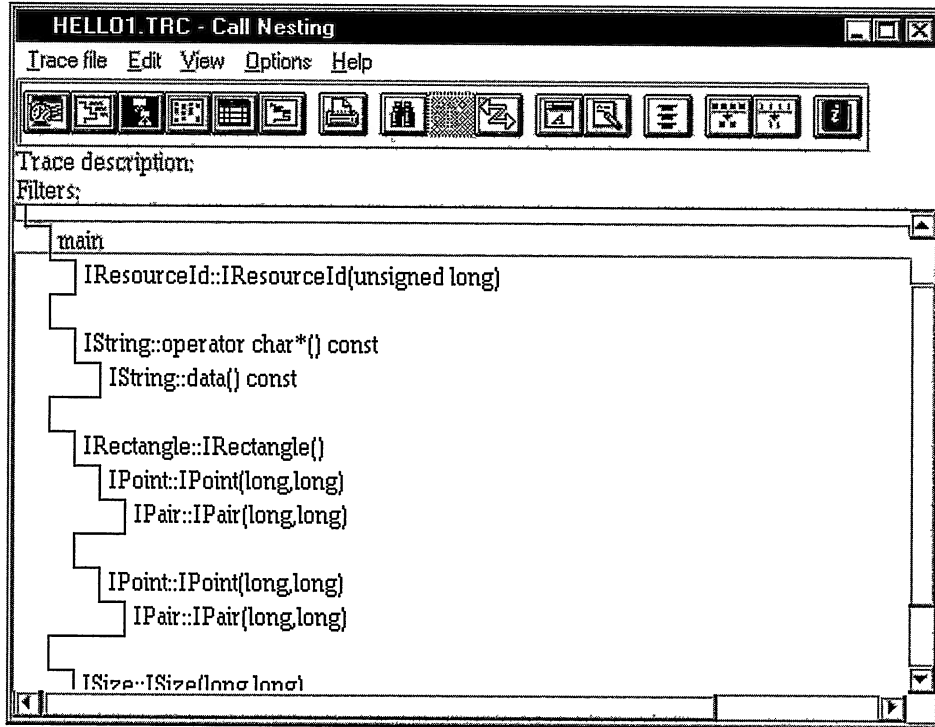 HELLO1.TRC - Call Nesting
Trace file Edit View Options Help
Trace description:
Filters:
main
IResourceId::IResourceId(unsigned long)
IString::operator char*() const
IString::data() const
IRectangle::IRectangle()
IPoint::IPoint(long,long)
IPair::IPair(long,long)
IPoint::IPoint(long,long)
IPair::IPair(long,long)
ISize::ISize(long,long)